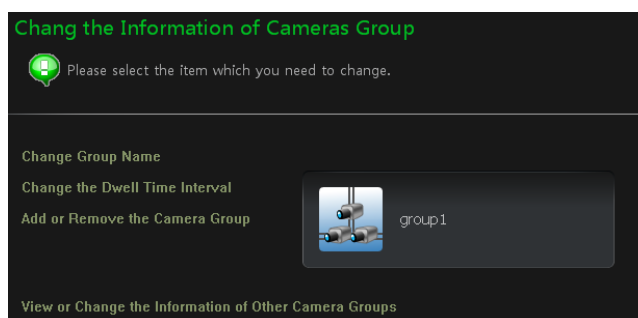 Chang the Information of Cameras Group
Please select the item which you need to change.
Change Group Name
Change the Dwell Time Interval
Add or Remove the Camera Group
group1
View or Change the Information of Other Camera Groups